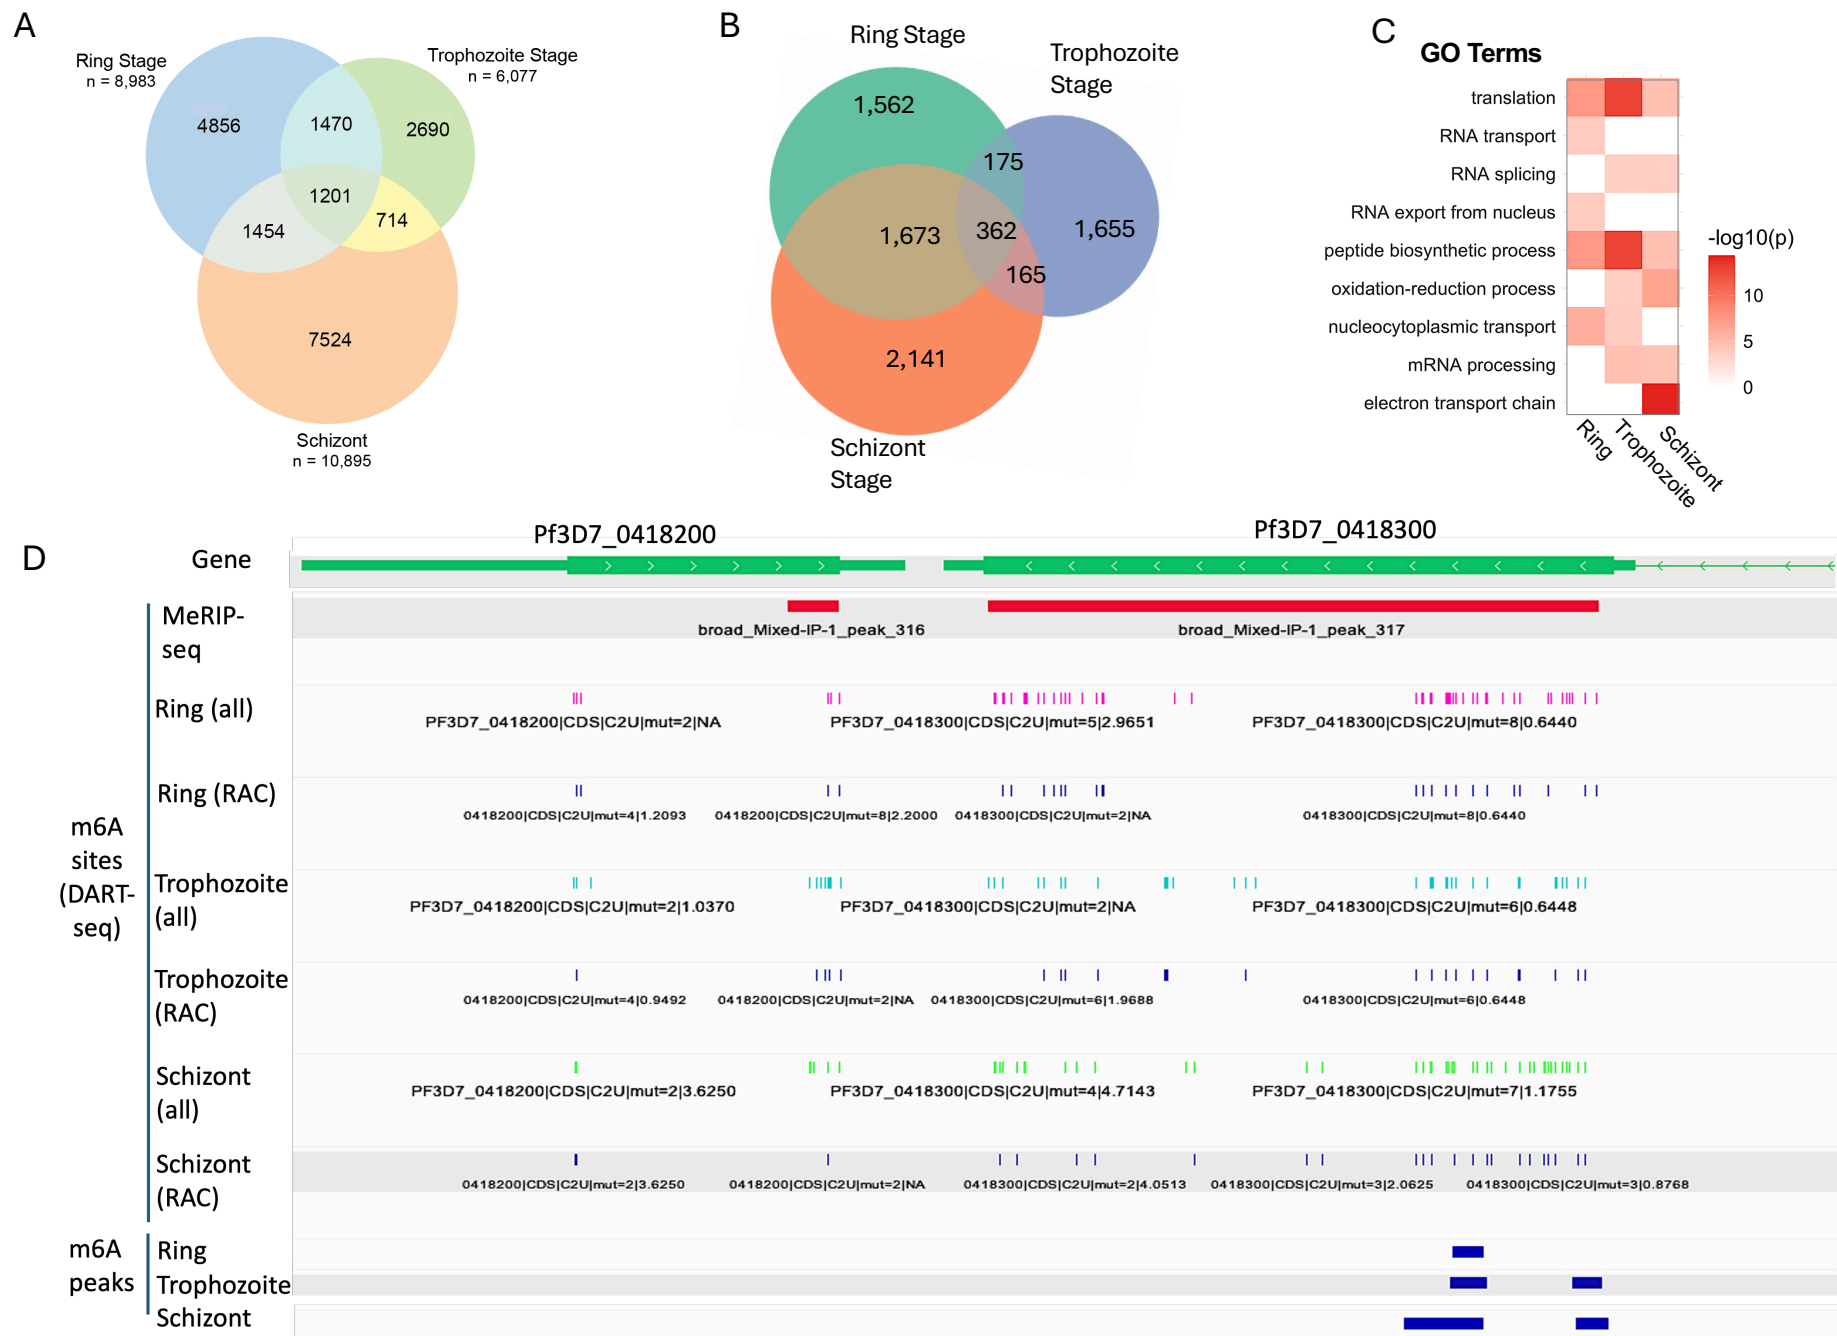 A
Ring Stage
n = 8,983
Trophozoite Stage
n = 6,077
4856
1470
2690
1201
714
1454
7524
Schizont
n = 10,895
B
Ring Stage
Trophozoite
Stage
1,562
175
1,673
362
1,655
165
2,141
Schizont
Stage
C
GO Terms
translation
RNA transport
RNA splicing
RNA export from nucleus
peptide biosynthetic process
oxidation-reduction process
nucleocytoplasmic transport
mRNA processing
electron transport chain
Ring
Trophozoite
Schizont
-log10(p)
10
5
0
D
Gene
Pf3D7_0418200
Pf3D7_0418300
MeRIP-
seq
broad_Mixed-IP-1_peak_316
broad_Mixed-IP-1_peak_317
m6A
sites
(DART-
seq)
Ring (all)
PF3D7_0418200|CDS|C2U|mut=2|NA
PF3D7_0418300|CDS|C2U|mut=5|2.9651
PF3D7_0418300|CDS|C2U|mut=8|0.6440
Ring (RAC)
0418200|CDS|C2U|mut=4|1.2093
0418200|CDS|C2U|mut=8|2.2000
0418300|CDS|C2U|mut=2|NA
0418300|CDS|C2U|mut=8|0.6440
Trophozoite
(all)
PF3D7_0418200|CDS|C2U|mut=2|1.0370
PF3D7_0418300|CDS|C2U|mut=2|NA
PF3D7_0418300|CDS|C2U|mut=6|0.6448
Trophozoite
(RAC)
0418200|CDS|C2U|mut=4|0.9492
0418200|CDS|C2U|mut=2|NA
0418300|CDS|C2U|mut=6|1.9688
0418300|CDS|C2U|mut=6|0.6448
Schizont
(all)
PF3D7_0418200|CDS|C2U|mut=2|3.6250
PF3D7_0418300|CDS|C2U|mut=4|4.7143
PF3D7_0418300|CDS|C2U|mut=7|1.1755
Schizont
(RAC)
0418200|CDS|C2U|mut=2|3.6250
0418200|CDS|C2U|mut=2|NA
0418300|CDS|C2U|mut=2|4.0513
0418300|CDS|C2U|mut=3|2.0625
0418300|CDS|C2U|mut=3|0.8768
m6A
peaks
Ring
Trophozoite
Schizont